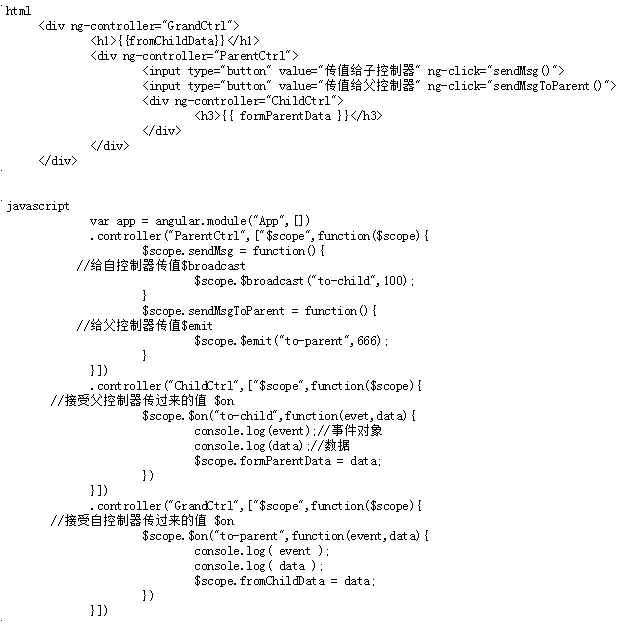 html
<div ng-controller="GrandCtrl">
<h1>{{fromChildData}}</h1>
<div ng-controller="ParentCtrl">
<input type="button" value="传值给子控制器" ng-click="sendMsg()">
<input type="button" value="传值给父控制器" ng-click="sendMsgToParent()">
<div ng-controller="ChildCtrl">
<h3>{{ formParentData }}</h3>
</div>
</div>
</div>
javascript
var app = angular.module("App",[])
.controller("ParentCtrl",["$scope",function($scope){
$scope.sendMsg = function(){
//给自控制器传值$broadcast
$scope.$broadcast("to-child",100);
}
$scope.sendMsgToParent = function(){
//给父控制器传值$emit
$scope.$emit("to-parent",666);
}
}])
.controller("ChildCtrl",["$scope",function($scope){
//接受父控制器传过来的值 $on
$scope.$on("to-child",function(evet,data){
console.log(event);//事件对象
console.log(data);//数据
$scope.formParentData = data;
})
}])
.controller("GrandCtrl",["$scope",function($scope){
//接受自控制器传过来的值 $on
$scope.$on("to-parent",function(event,data){
console.log( event );
console.log( data );
$scope.fromChildData = data;
})
}])